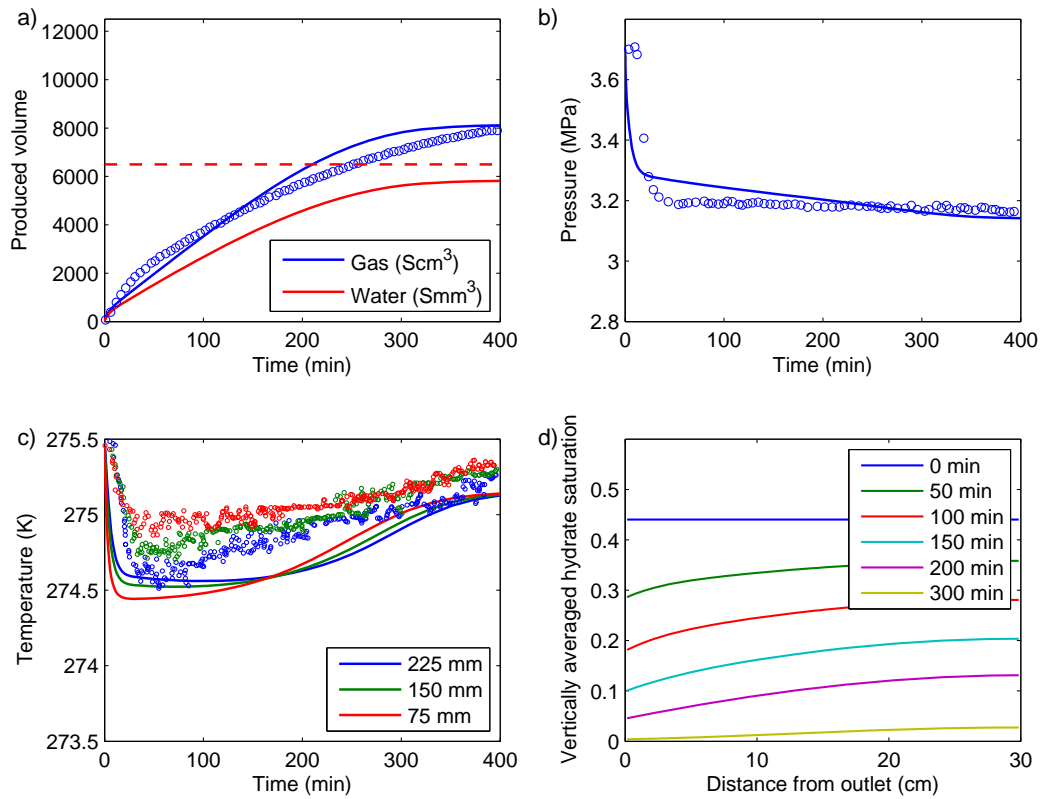 a)
12000
10000
8000
6000
4000
2000
0
Produced volume
0 100 200 300 400
Time (min)
Gas (Scm³)
Water (Smm³)
b)
3.6
3.4
3.2
3
2.8
Pressure (MPa)
0 100 200 300 400
Time (min)
c)
275.5
275
274.5
274
273.5
Temperature (K)
0 100 200 300 400
Time (min)
225 mm
150 mm
75 mm
d)
0.5
0.4
0.3
0.2
0.1
0
Vertically averaged hydrate saturation
0 10 20 30
Distance from outlet (cm)
0 min
50 min
100 min
150 min
200 min
300 min